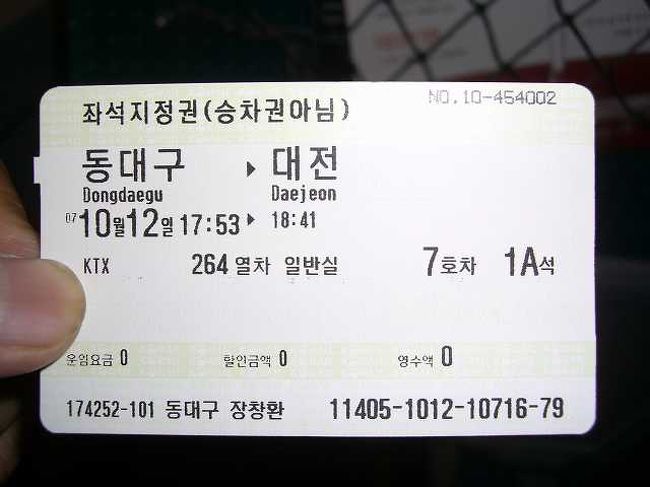 NO.10-454002
좌석지정권(승차권아님)
동대구 ▶ 대전
Dongdaegu Daejeon
07 10월12일 17:53 ▶ 18:41
KTX 264 열차 일반실 7호차 1A석
운임요금 0 할인금액 0 영수액 0
174252-101 동대구 장창환 11405-1012-10716-79